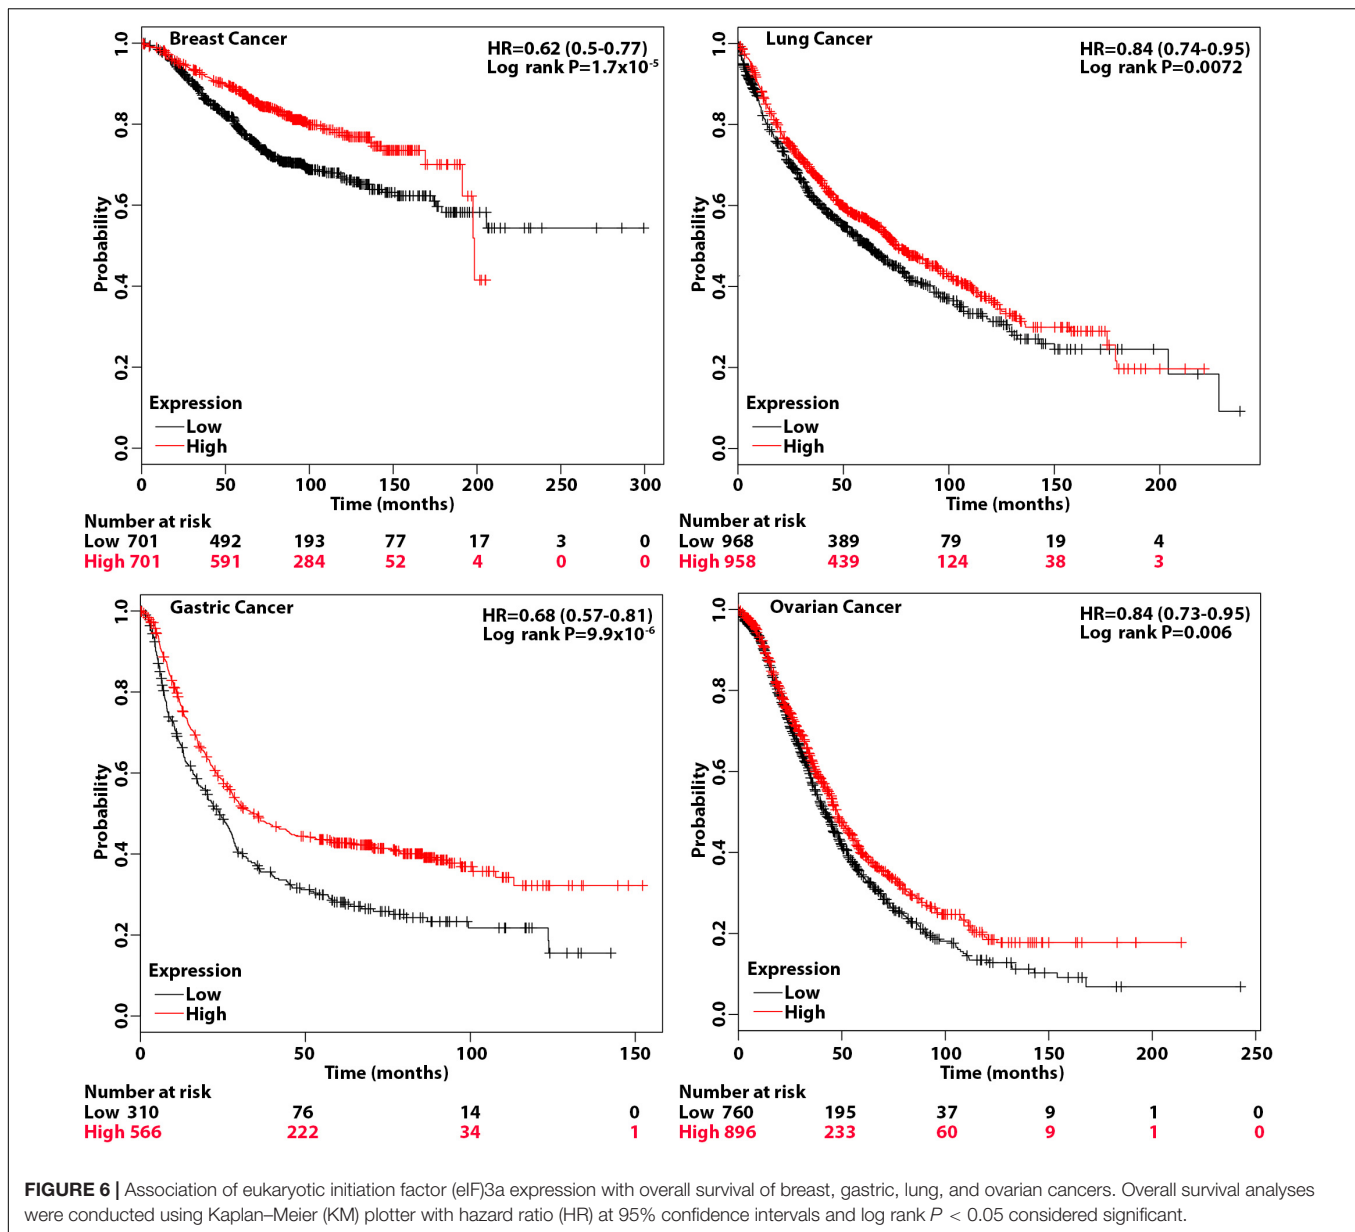 Breast Cancer
HR=0.62 (0.5-0.77)
Log rank P=1.7x10-5
Probability
1.0
0.8
0.6
0.4
0.2
0.0
Expression
Low
High
0 50 100 150 200 250 300
Time (months)
Number at risk
Low 701 492 193 77 17 3 0
High 701 591 284 52 4 0 0
Lung Cancer
HR=0.84 (0.74-0.95)
Log rank P=0.0072
Probability
1.0
0.8
0.6
0.4
0.2
0.0
Expression
Low
High
0 50 100 150 200
Time (months)
Number at risk
Low 968 389 79 19 4
High 958 439 124 38 3
Gastric Cancer
HR=0.68 (0.57-0.81)
Log rank P=9.9x10-6
Probability
1.0
0.8
0.6
0.4
0.2
0.0
Expression
Low
High
0 50 100 150
Time (months)
Number at risk
Low 310 76 14 0
High 566 222 34 1
Ovarian Cancer
HR=0.84 (0.73-0.95)
Log rank P=0.006
Probability
1.0
0.8
0.6
0.4
0.2
0.0
Expression
Low
High
0 50 100 150 200 250
Time (months)
Number at risk
Low 760 195 37 9 1 0
High 896 233 60 9 1 0
FIGURE 6 | Association of eukaryotic initiation factor (eIF)3a expression with overall survival of breast, gastric, lung, and ovarian cancers. Overall survival analyses
were conducted using Kaplan–Meier (KM) plotter with hazard ratio (HR) at 95% confidence intervals and log rank P < 0.05 considered significant.